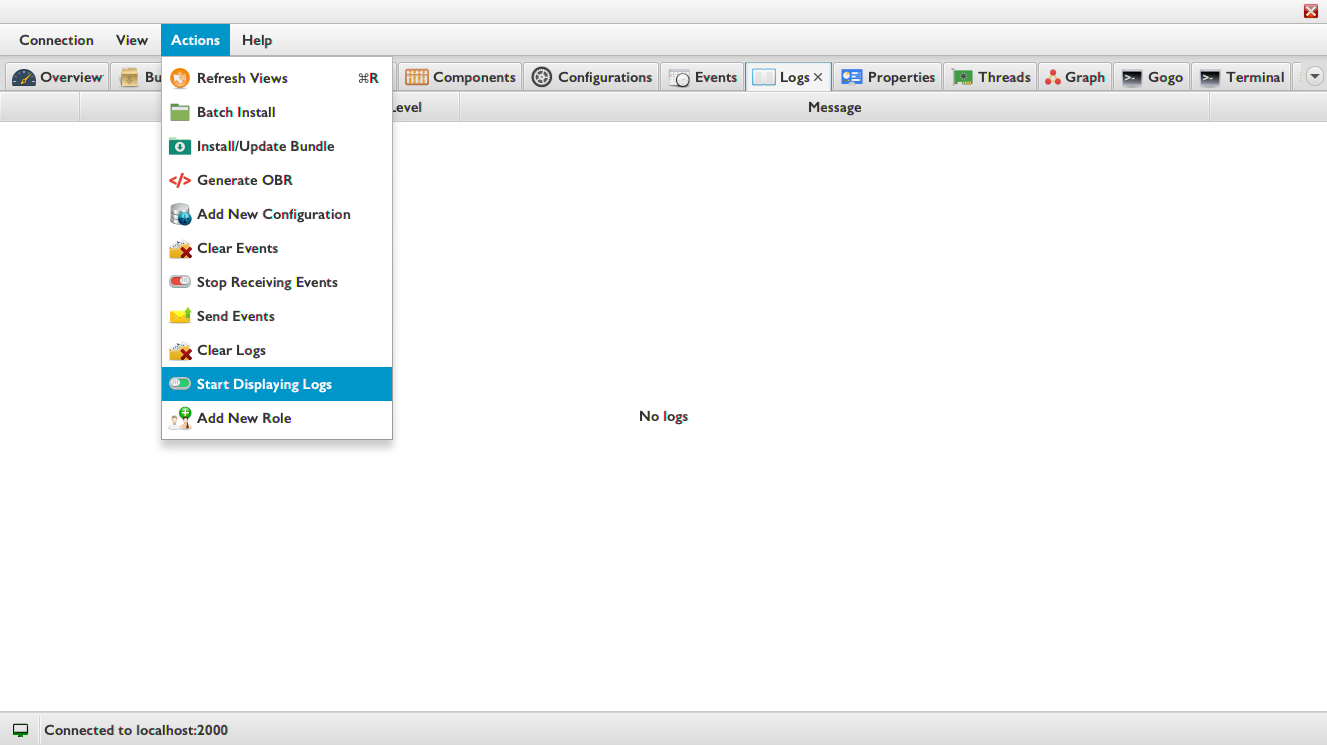 Connection View Actions Help
Overview Components Configurations Events Logs Properties Threads Graph Gogo Terminal
Message
Refresh Views ⌘R
Batch Install
Install/Update Bundle
Generate OBR
Add New Configuration
Clear Events
Stop Receiving Events
Send Events
Clear Logs
Start Displaying Logs
Add New Role
No logs
Connected to localhost:2000